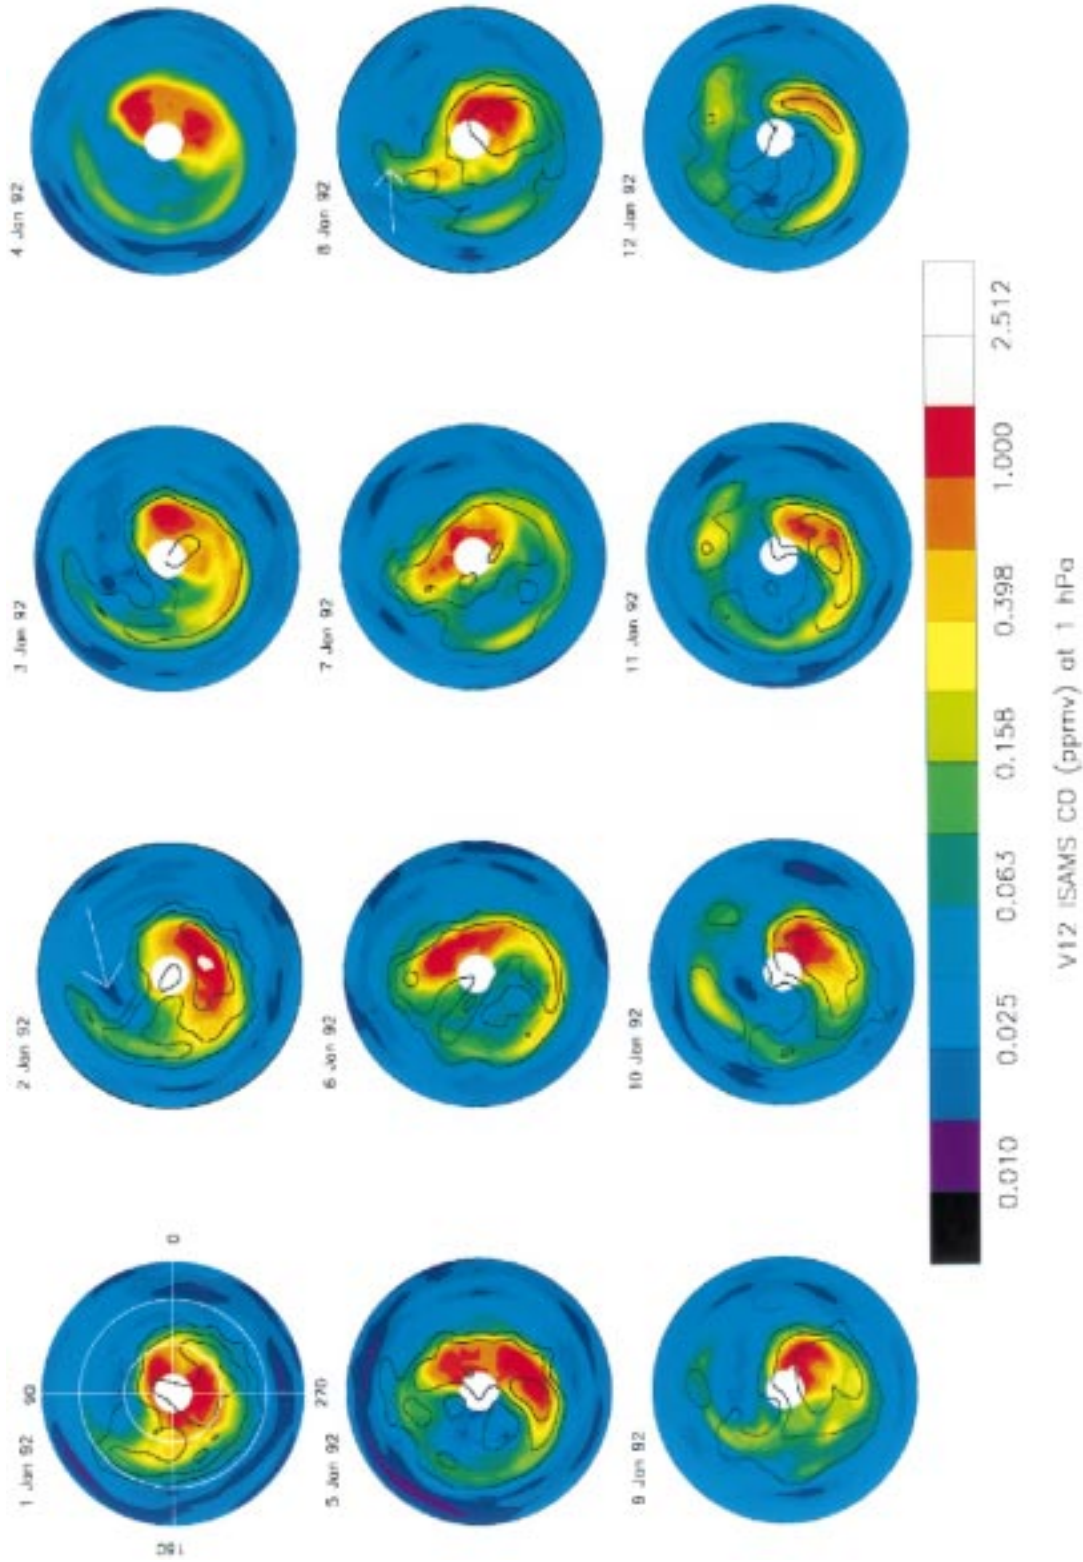 1 Jan 92
90
0
180
270
2 Jan 92
3 Jan 92
4 Jan 92
5 Jan 92
6 Jan 92
7 Jan 92
8 Jan 92
9 Jan 92
10 Jan 92
11 Jan 92
12 Jan 92
0.010 0.025 0.063 0.158 0.398 1.000 2.512
V12 ISAMS CO (ppmv) at 1 hPa